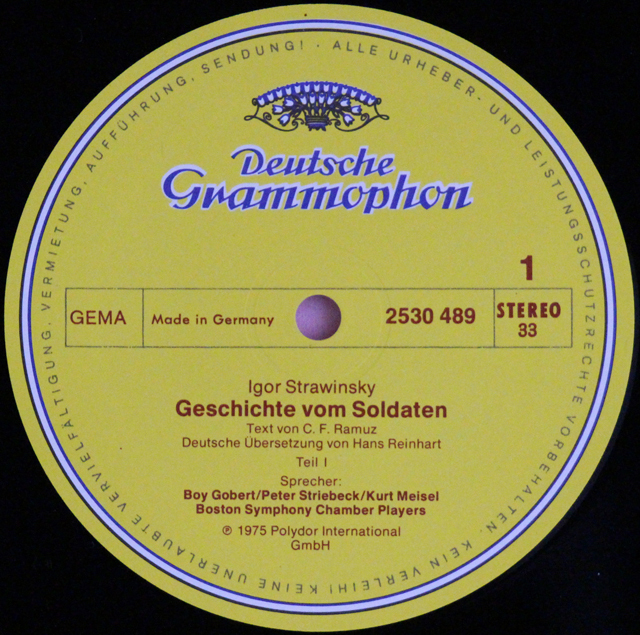 ALLE URHEBER- UND LEISTUNGSSCHUTZRECHTE VORBEHALTEN. KEIN VERLEIH! KEINE UNERLAUBTE VERVIELFÄLTIGUNG, VERMIETUNG, AUFFÜHRUNG, SENDUNG! ·
Deutsche
Grammophon
1
GEMA
Made in Germany
2530 489
STEREO
33
Igor Strawinsky
Geschichte vom Soldaten
Text von C. F. Ramuz
Deutsche Übersetzung von Hans Reinhart
Teil I
Sprecher:
Boy Gobert/Peter Striebeck/Kurt Meisel
Boston Symphony Chamber Players
℗ 1975 Polydor International
GmbH